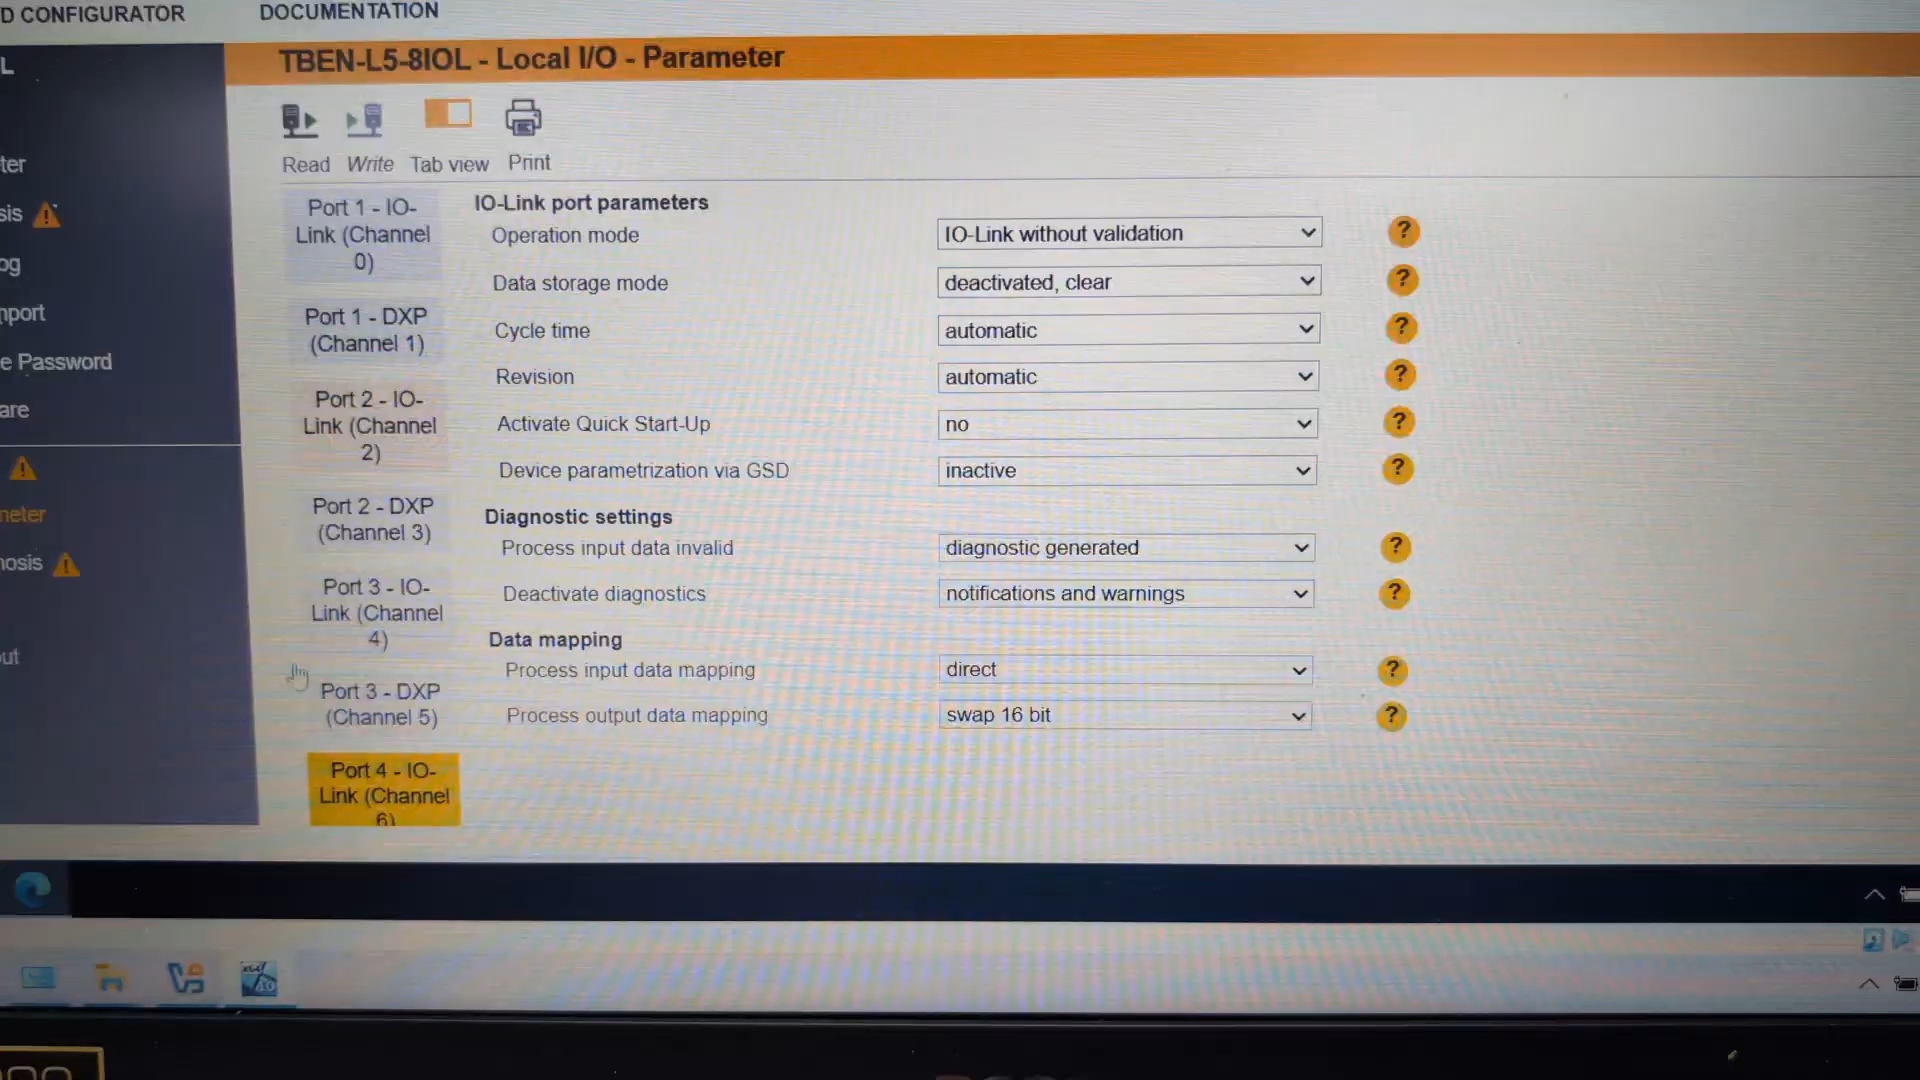 D CONFIGURATOR
DOCUMENTATION
L
TBEN-L5-8IOL - Local I/O - Parameter
Read
Write
Tab view
Print
ter
sis
og
mport
e Password
are
meter
nosis
out
Port 1 - IO-
Link (Channel
0)
Port 1 - DXP
(Channel 1)
Port 2 - IO-
Link (Channel
2)
Port 2 - DXP
(Channel 3)
Port 3 - IO-
Link (Channel
4)
Port 3 - DXP
(Channel 5)
Port 4 - IO-
Link (Channel
6)
IO-Link port parameters
Operation mode IO-Link without validation ?
Data storage mode deactivated, clear ?
Cycle time automatic ?
Revision automatic ?
Activate Quick Start-Up no ?
Device parametrization via GSD inactive ?
Diagnostic settings
Process input data invalid diagnostic generated ?
Deactivate diagnostics notifications and warnings ?
Data mapping
Process input data mapping direct ?
Process output data mapping swap 16 bit ?